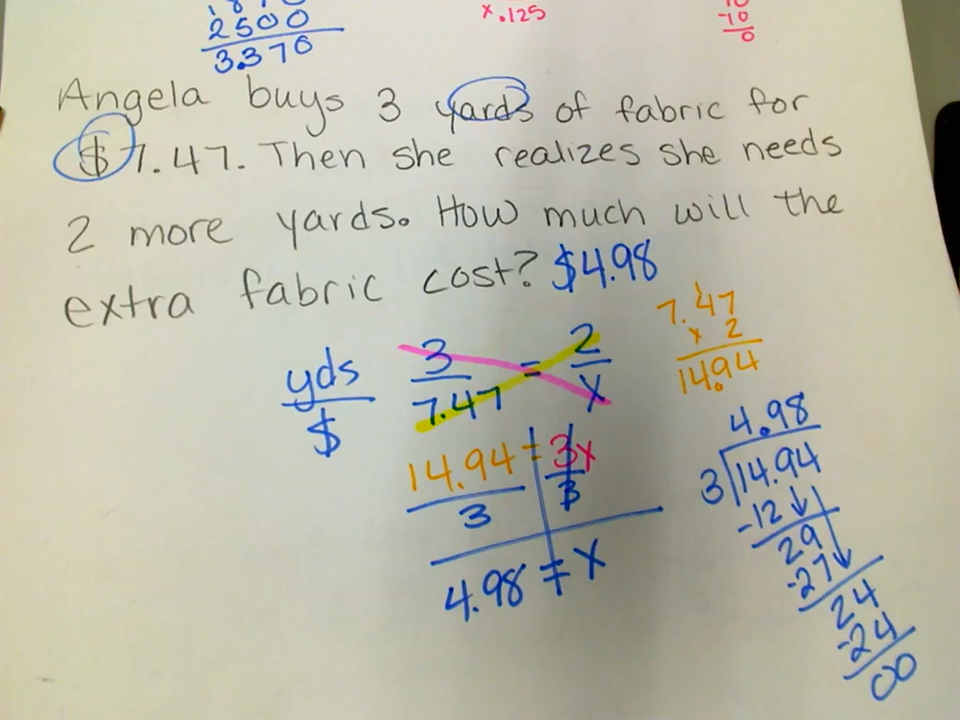 2500
3.370
x .125
10
-10
0
Angela buys 3 yards of fabric for
$7.47. Then she realizes she needs
2 more yards. How much will the
extra fabric cost? $4.98
7.47
x 2
14.94
yds 3 = 2
$ 7.47 x
14.94 = 3x
3 3
4.98 = x
4.98
3 14.94
-12
29
-27
24
-24
00